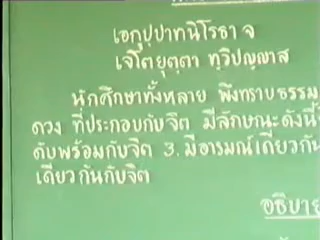 เอกุปฺปาทนิโรธา จ
เจโตยุตฺตา ทฺวิปญฺญาส
นักศึกษาทั้งหลาย พึงทราบธรรม
ดวง ที่ประกอบกับจิต มีลักษณะดังนี้
ดับพร้อมกับจิต 3. มีอารมณ์เดียวกัน
เดียวกันกับจิต
อธิบาย